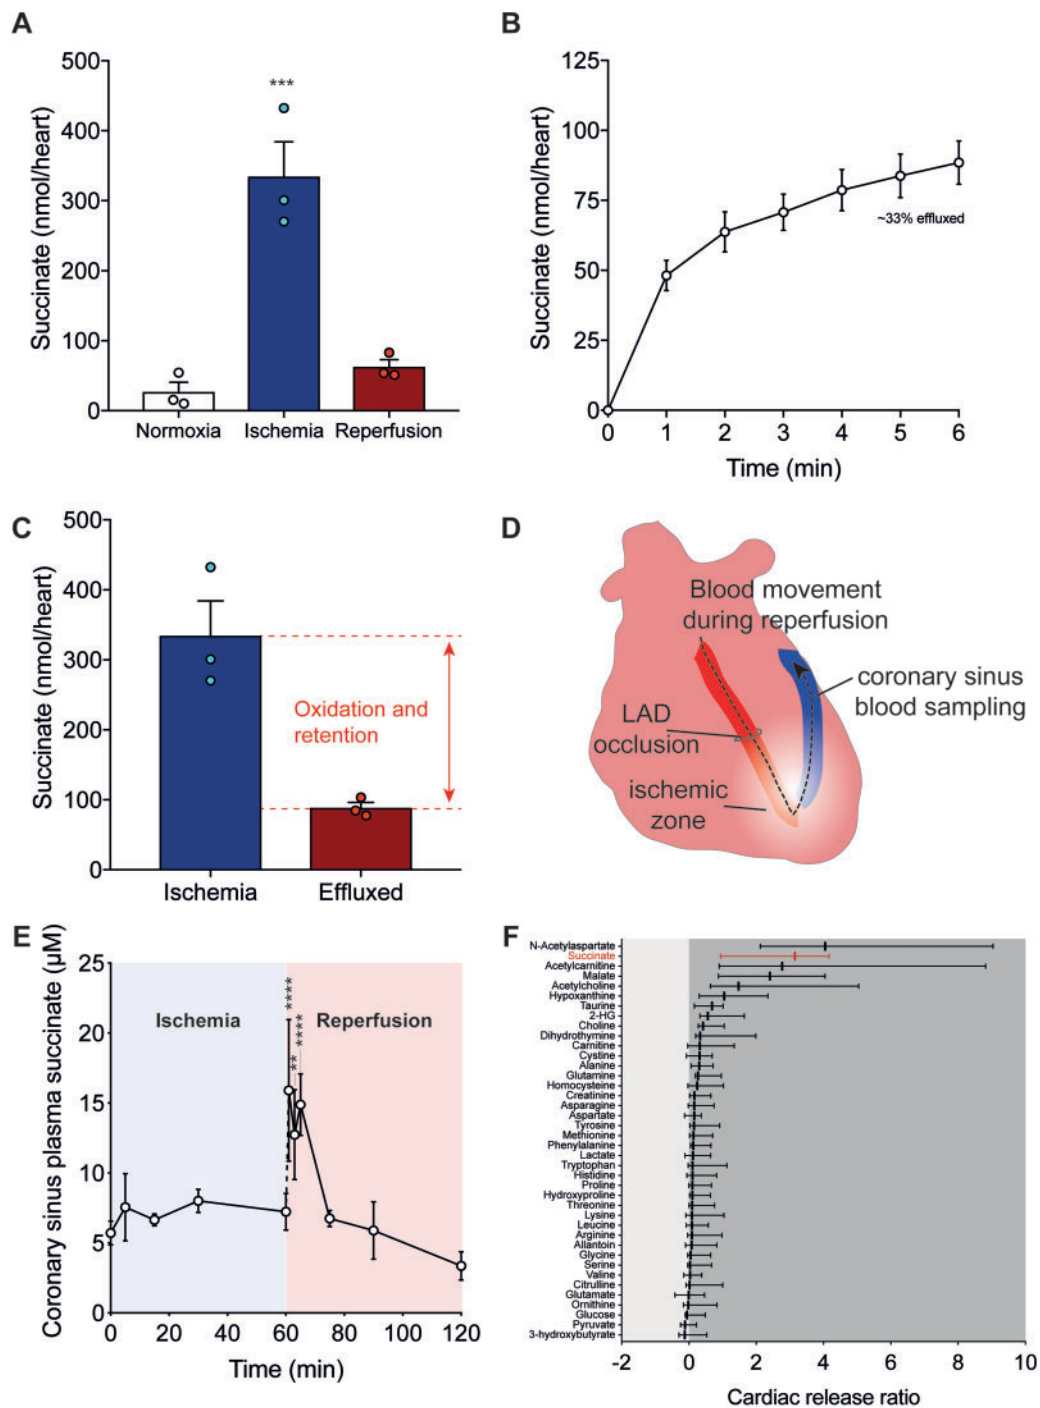 A
Succinate (nmol/heart)
500
400
300
200
100
0
***
Normoxia
Ischemia
Reperfusion
B
Succinate (nmol/heart)
125
100
75
50
25
0
~33% effluxed
0 1 2 3 4 5 6
Time (min)
C
Succinate (nmol/heart)
500
400
300
200
100
0
Oxidation and
retention
Ischemia
Effluxed
D
Blood movement
during reperfusion
coronary sinus
blood sampling
LAD
occlusion
ischemic
zone
E
Coronary sinus plasma succinate (µM)
25
20
15
10
5
0
Ischemia
Reperfusion
****
**
****
0 20 40 60 80 100 120
Time (min)
F
N-Acetylaspartate
Succinate
Acetylcarnitine
Malate
Acetylcholine
Hypoxanthine
Taurine
2-HG
Choline
Dihydrothymine
Carnitine
Cystine
Alanine
Glutamine
Homocysteine
Creatinine
Asparagine
Aspartate
Tyrosine
Methionine
Phenylalanine
Lactate
Tryptophan
Histidine
Proline
Hydroxyproline
Threonine
Lysine
Leucine
Arginine
Allantoin
Glycine
Serine
Valine
Citrulline
Glutamate
Ornithine
Glucose
Pyruvate
3-hydroxybutyrate
-2 0 2 4 6 8 10
Cardiac release ratio